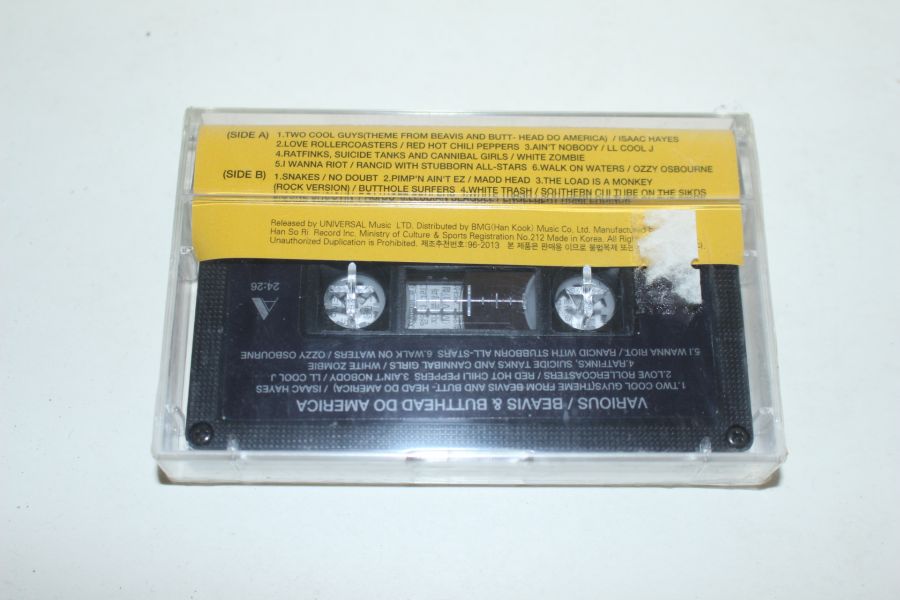 (SIDE A) 1.TWO COOL GUYS(THEME FROM BEAVIS AND BUTT- HEAD DO AMERICA) / ISAAC HAYES
2.LOVE ROLLERCOASTERS / RED HOT CHILI PEPPERS 3.AIN'T NOBODY / LL COOL J
4.RATFINKS, SUICIDE TANKS AND CANNIBAL GIRLS / WHITE ZOMBIE
5.I WANNA RIOT / RANCID WITH STUBBORN ALL-STARS 6.WALK ON WATERS / OZZY OSBOURNE
(SIDE B) 1.SNAKES / NO DOUBT 2.PIMP'N AIN'T EZ / MADD HEAD 3.THE LOAD IS A MONKEY
(ROCK VERSION) / BUTTHOLE SURFERS 4.WHITE TRASH / SOUTHERN CULTURE ON THE SIKDS
Released by UNIVERSAL Music LTD. Distributed by BMG(Han Kook) Music Co, Ltd. Manufactured
Han So Ri Record Inc. Ministry of Culture & Sports Registration No.212 Made in Korea. All
Unauthorized Duplication is Prohibited. 제조추천번호:96-2013 본 제품은 판매용 이므로 불법복제 또는
VARIOUS / BEAVIS & BUTTHEAD DO AMERICA
1.TWO COOL GUYS(THEME FROM BEAVIS AND BUTT- HEAD DO AMERICA) / ISAAC HAYES
2.LOVE ROLLERCOASTERS / RED HOT CHILI PEPPERS 3.AIN'T NOBODY / LL COOL J
4.RATFINKS, SUICIDE TANKS AND CANNIBAL GIRLS / WHITE ZOMBIE
5.I WANNA RIOT / RANCID WITH STUBBORN ALL-STARS 6.WALK ON WATERS / OZZY OSBOURNE
A
24:26